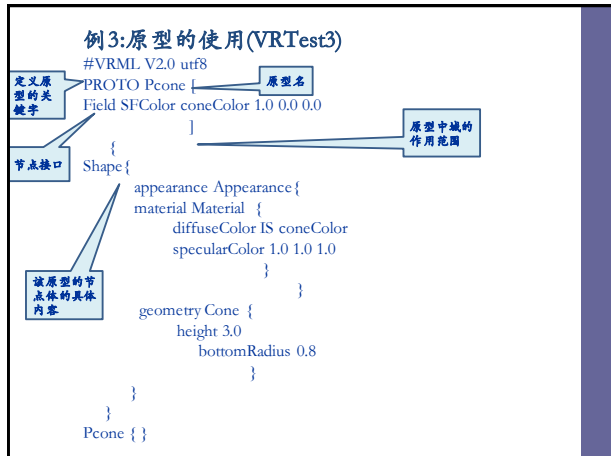 例3:原型的使用(VRTest3)
#VRML V2.0 utf8
定义原
型的关
键字
PROTO Pcone [
原型名
Field SFColor coneColor 1.0 0.0 0.0
]
原型中域的
作用范围
节点接口
{
Shape{
appearance Appearance{
material Material {
diffuseColor IS coneColor
specularColor 1.0 1.0 1.0
}
}
该原型的节
点体的具体
内容
geometry Cone {
height 3.0
bottomRadius 0.8
}
}
}
Pcone { }